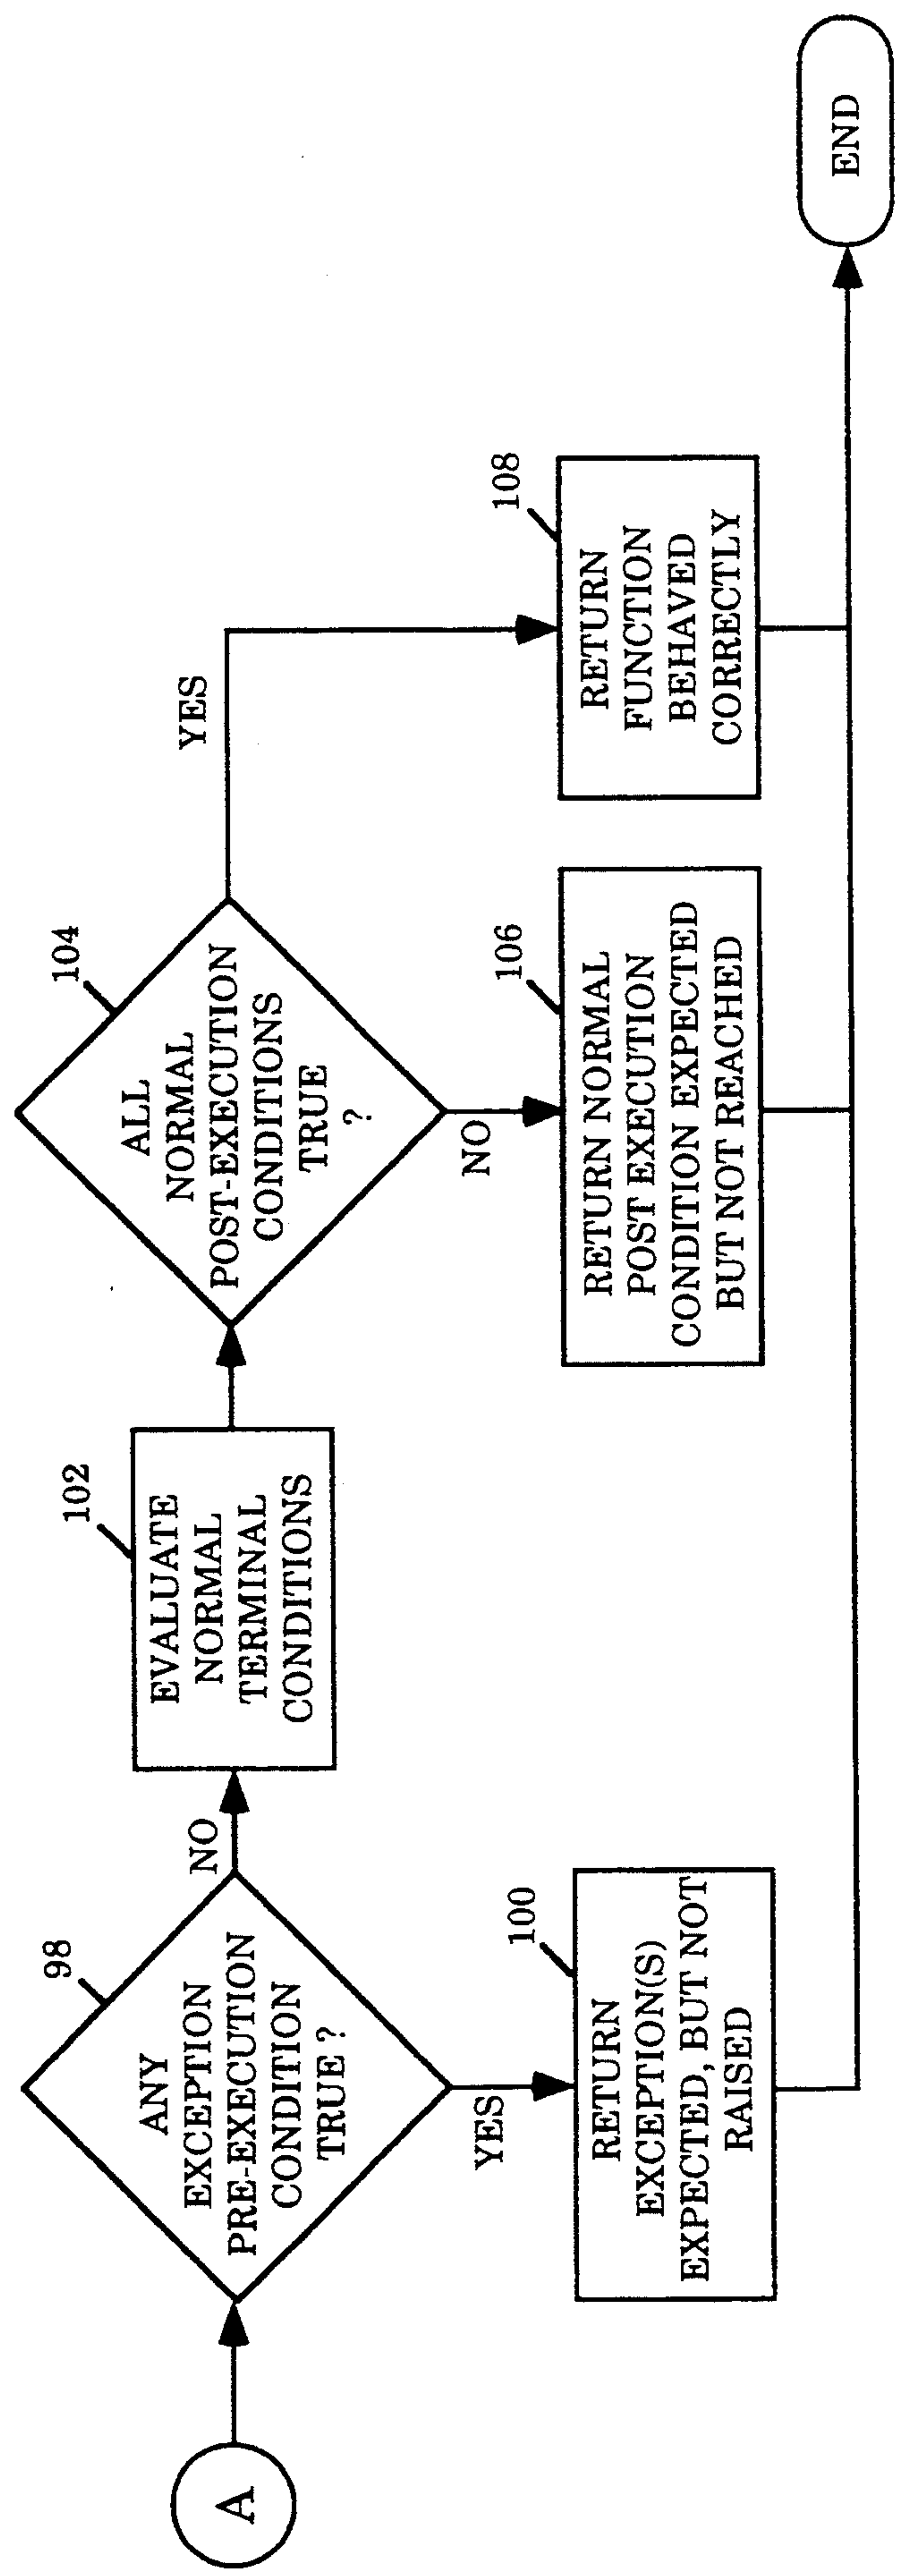 A
98
ANY
EXCEPTION
PRE-EXECUTION
CONDITION
TRUE ?
NO
YES
100
RETURN
EXCEPTION(S)
EXPECTED, BUT NOT
RAISED
102
EVALUATE
NORMAL
TERMINAL
CONDITIONS
104
ALL
NORMAL
POST-EXECUTION
CONDITIONS
TRUE
?
NO
YES
106
RETURN NORMAL
POST EXECUTION
CONDITION EXPECTED
BUT NOT REACHED
108
RETURN
FUNCTION
BEHAVED
CORRECTLY
END